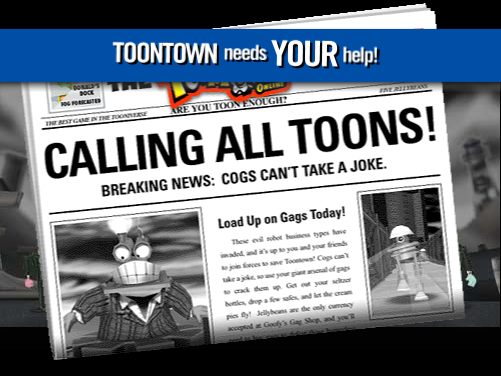 TOONTOWN needs YOUR help!
DONALD'S
DOCK
FOG FORECASTED
THE
ONLINE
THE BEST GAME IN THE TOONIVERSE
ARE YOU TOON ENOUGH?
FIVE JELLYBEANS
CALLING ALL TOONS!
BREAKING NEWS: COGS CAN'T TAKE A JOKE.
Load Up on Gags Today!
These evil robot business types have
invaded, and it's up to you and your friends
to join forces to save Toontown! Cogs can't
take a joke, so use your giant arsenal of gags
to crack them up. Get out your seltzer
bottles, drop a few safes, and let the cream
pies fly! Jellybeans are the only currency
accepted at Goofy's Gag Shop, and you'll